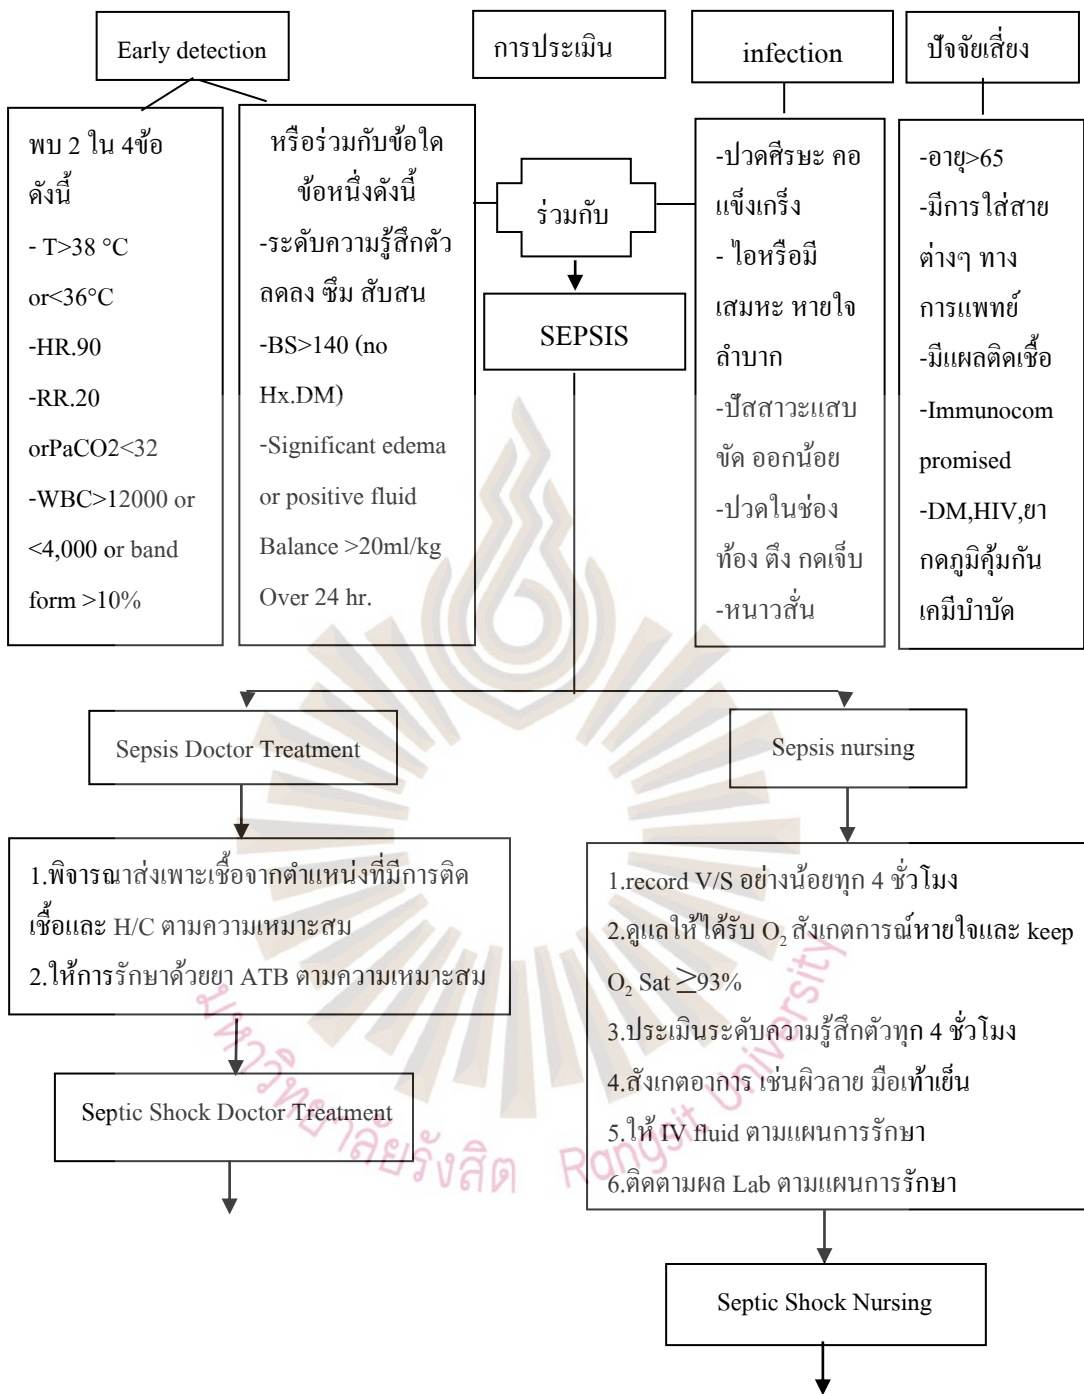 Early detection
การประเมิน
infection
ปัจจัยเสี่ยง
พบ 2 ใน 4ข้อ
ดังนี้
- T>38 °C
or<36°C
-HR.90
-RR.20
orPaCO2<32
-WBC>12000 or
<4,000 or band
form >10%
หรือร่วมกับข้อใด
ข้อหนึ่งดังนี้
-ระดับความรู้สึกตัว
ลดลง ซึม สับสน
-BS>140 (no
Hx.DM)
-Significant edema
or positive fluid
Balance >20ml/kg
Over 24 hr.
ร่วมกับ
SEPSIS
-ปวดศีรษะ คอ
แข็งเกร็ง
- ไอหรือมี
เสมหะ หายใจ
ลำบาก
-ปัสสาวะแสบ
ขัด ออกน้อย
-ปวดในช่อง
ท้อง ตึง กดเจ็บ
-หนาวสั่น
-อายุ>65
-มีการใส่สาย
ต่างๆ ทาง
การแพทย์
-มีแผลติดเชื้อ
-Immunocom
promised
-DM,HIV,ยา
กดภูมิคุ้มกัน
เคมีบำบัด
Sepsis Doctor Treatment
Sepsis nursing
1.พิจารณาส่งเพาะเชื้อจากตำแหน่งที่มีการติด
เชื้อและ H/C ตามความเหมาะสม
2.ให้การรักษาด้วยยา ATB ตามความเหมาะสม
1.record V/S อย่างน้อยทุก 4 ชั่วโมง
2.ดูแลให้ได้รับ O₂ สังเกตการณ์หายใจและ keep
O₂ Sat ≥93%
3.ประเมินระดับความรู้สึกตัวทุก 4 ชั่วโมง
4.สังเกตอาการ เช่นผิวลาย มือเท้าเย็น
5.ให้ IV fluid ตามแผนการรักษา
6.ติดตามผล Lab ตามแผนการรักษา
Septic Shock Doctor Treatment
Septic Shock Nursing
มหาวิทยาลัยรังสิต Rangsit University